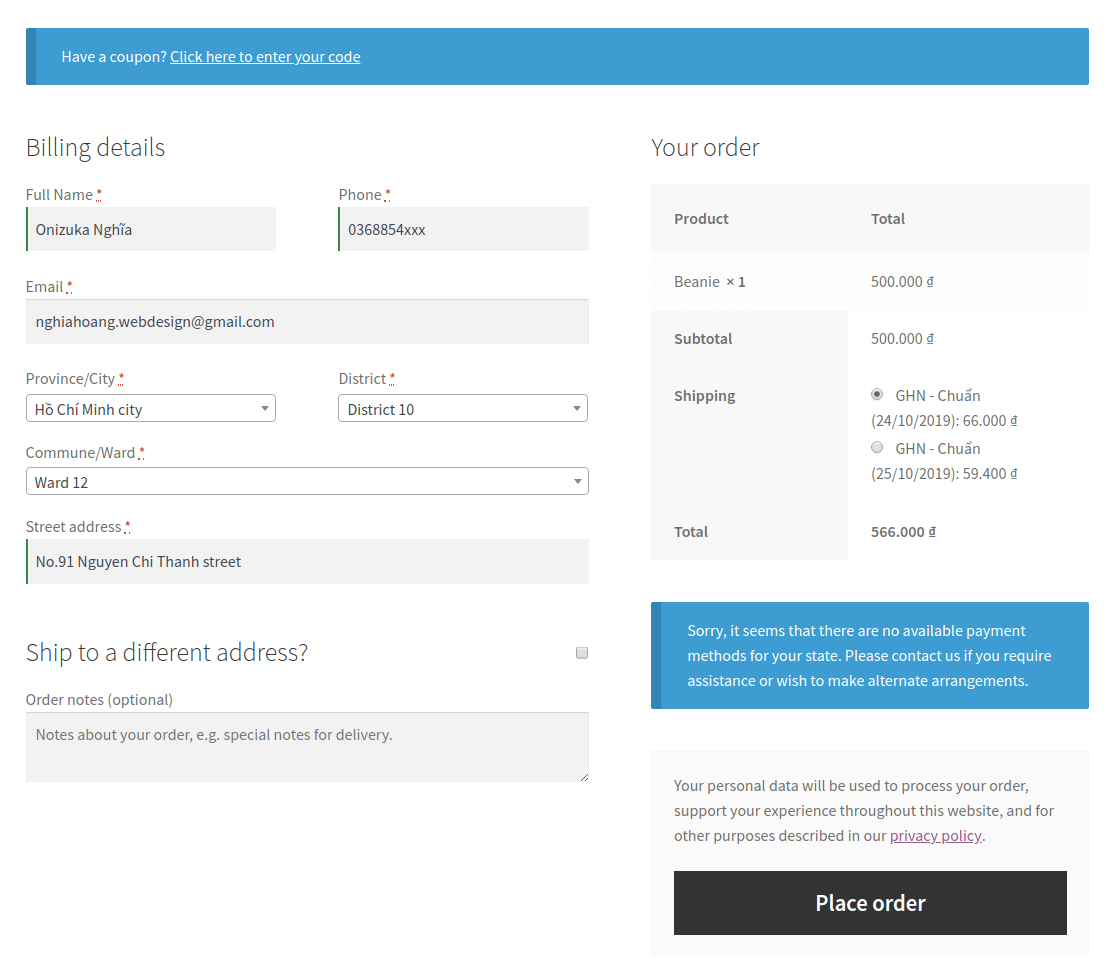 Have a coupon? Click here to enter your code
Billing details
Full Name *
Phone *
Onizuka Nghĩa
0368854xxx
Email *
nghiahoang.webdesign@gmail.com
Province/City *
District *
Hồ Chí Minh city
District 10
Commune/Ward *
Ward 12
Street address *
No.91 Nguyen Chi Thanh street
Ship to a different address?
Order notes (optional)
Notes about your order, e.g. special notes for delivery.
Your order
Product Total
Beanie × 1 500.000 ₫
Subtotal 500.000 ₫
Shipping GHN - Chuẩn
(24/10/2019): 66.000 ₫
GHN - Chuẩn
(25/10/2019): 59.400 ₫
Total 566.000 ₫
Sorry, it seems that there are no available payment
methods for your state. Please contact us if you require
assistance or wish to make alternate arrangements.
Your personal data will be used to process your order,
support your experience throughout this website, and for
other purposes described in our privacy policy.
Place order